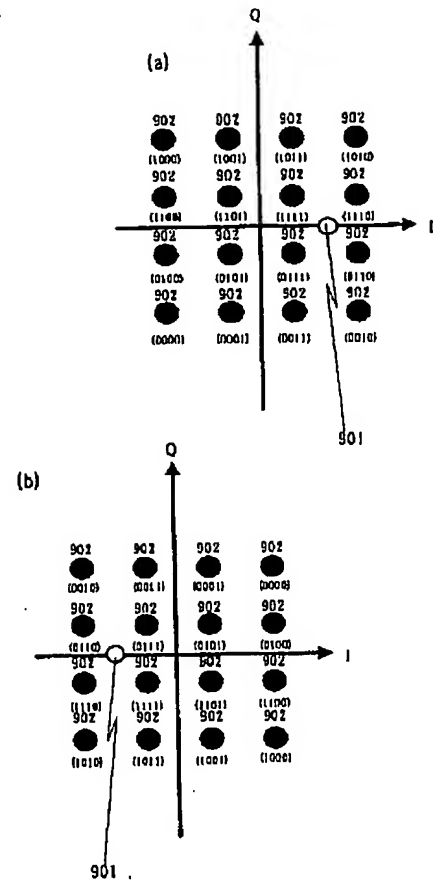 Q
(a)
902 902 902 902
(1000) (1001) (1011) (1010)
902 902 902 902
(1100) (1101) (1111) (1110)
I
902 902 902 902
(0100) (0101) (0111) (0110)
902 902 902 902
(0000) (0001) (0011) (0010)
901
Q
(b)
902 902 902 902
(0010) (0011) (0001) (0000)
902 902 902 902
(0110) (0111) (0101) (0100)
I
902 902 902 902
(1110) (1111) (1101) (1100)
902 902 902 902
(1010) (1011) (1001) (1000)
901